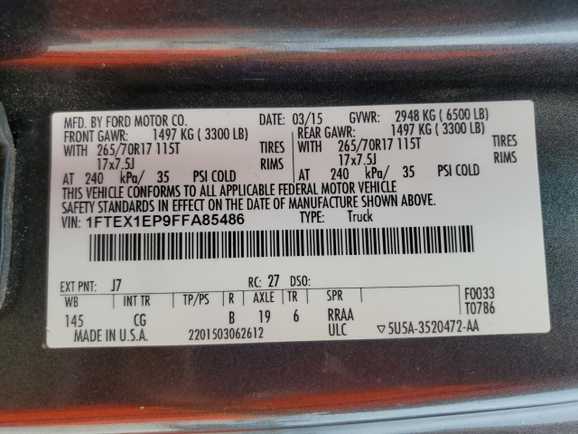 MFD. BY FORD MOTOR CO. DATE: 03/15 GVWR: 2948 KG ( 6500 LB)
FRONT GAWR: 1497 KG ( 3300 LB) REAR GAWR: 1497 KG ( 3300 LB)
WITH 265/70R17 115T TIRES WITH 265/70R17 115T TIRES
17x7.5J RIMS 17x7.5J RIMS
AT 240 kPa/ 35 PSI COLD AT 240 kPa/ 35 PSI COLD
THIS VEHICLE CONFORMS TO ALL APPLICABLE FEDERAL MOTOR VEHICLE
SAFETY STANDARDS IN EFFECT ON THE DATE OF MANUFACTURE SHOWN ABOVE.
VIN: 1FTEX1EP9FFA85486 TYPE: Truck
EXT PNT: J7 RC: 27 DSO:
WB INT TR TP/PS R AXLE TR SPR F0033
145 CG B 19 6 RRAA T0786
MADE IN U.S.A. 2201503062612 ULC ▽5U5A-3520472-AA